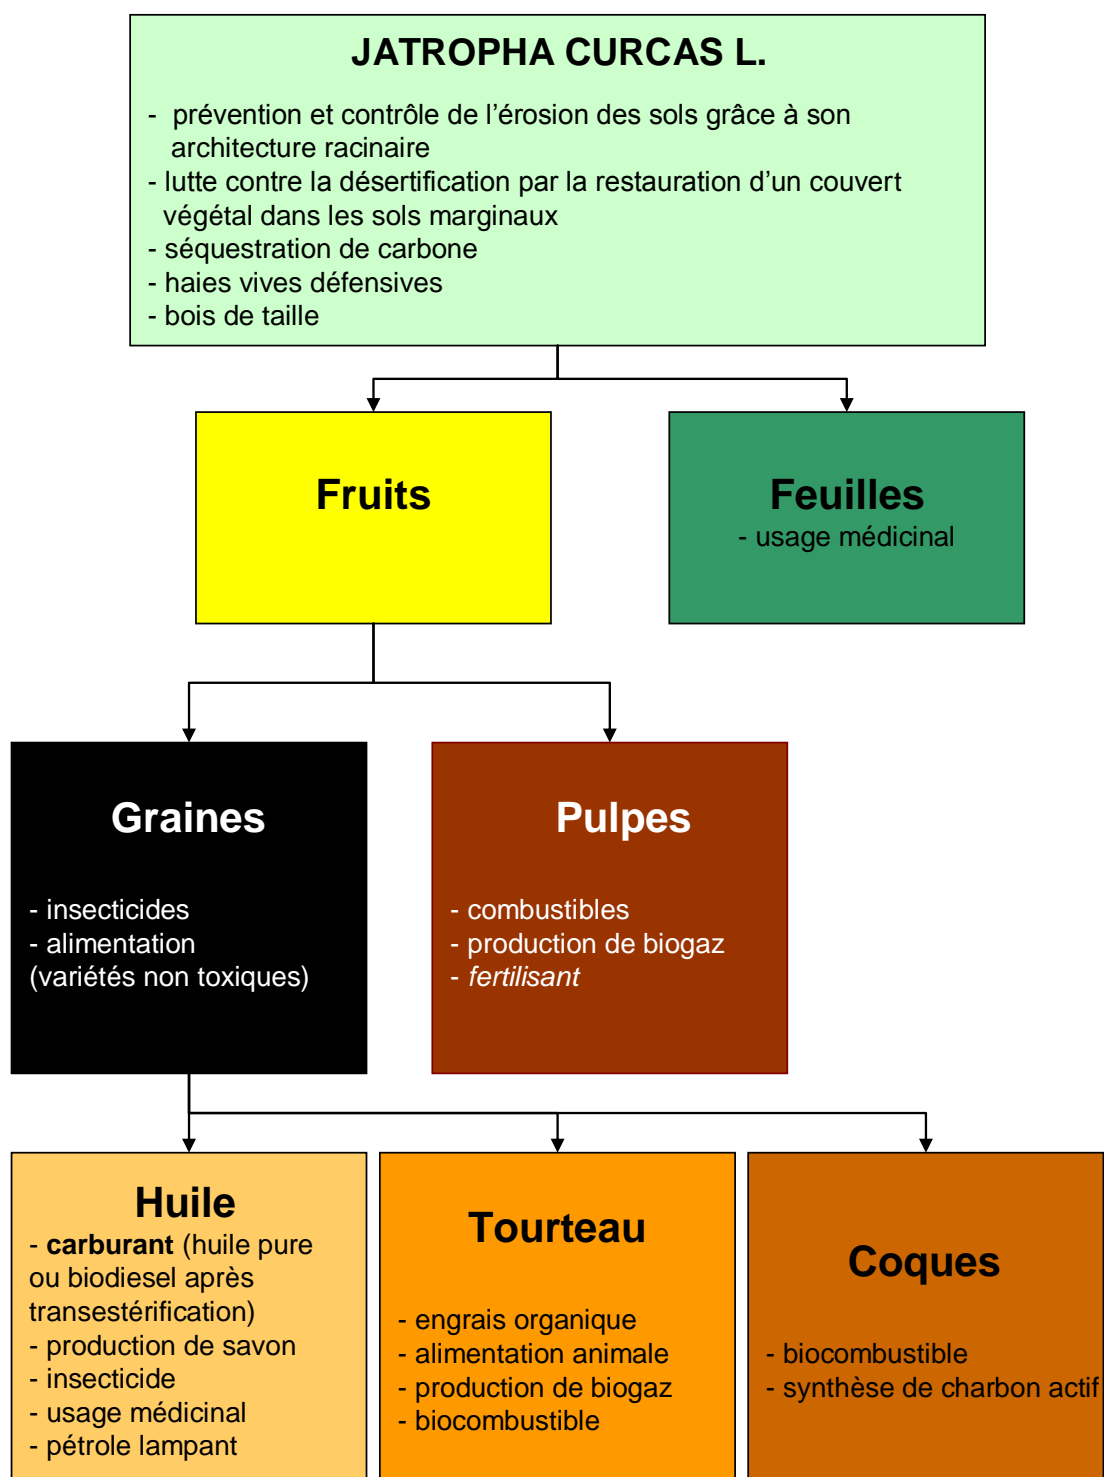 JATROPHA CURCAS L.
- prévention et contrôle de l’érosion des sols grâce à son
architecture racinaire
- lutte contre la désertification par la restauration d’un couvert
végétal dans les sols marginaux
- séquestration de carbone
- haies vives défensives
- bois de taille
Fruits
Feuilles
- usage médicinal
Graines
- insecticides
- alimentation
(variétés non toxiques)
Pulpes
- combustibles
- production de biogaz
- fertilisant
Huile
- carburant (huile pure
ou biodiesel après
transestérification)
- production de savon
- insecticide
- usage médicinal
- pétrole lampant
Tourteau
- engrais organique
- alimentation animale
- production de biogaz
- biocombustible
Coques
- biocombustible
- synthèse de charbon actif